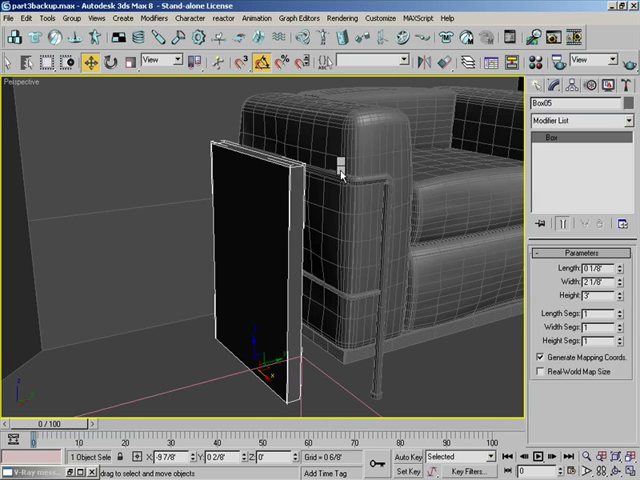 part3backup.max - Autodesk 3ds Max 8 - Stand-alone License
File Edit Tools Group Views Create Modifiers Character reactor Animation Graph Editors Rendering Customize MAXScript Help
View
View
Perspective
Box05
Modifier List
Box
Parameters
Length: 0 1/8'
Width: 2 1/8'
Height: 3'
Length Segs: 1
Width Segs: 1
Height Segs: 1
Generate Mapping Coords.
Real-World Map Size
0 / 100
0 10 20 30 40 50 60 70 80 90 100
1 Object Sele X: -9 7/8' Y: 0 2/8' Z: 0' Grid = 0 6/8' Auto Key Selected
V-Ray mess... drag to select and move objects Add Time Tag Set Key Key Filters... 0